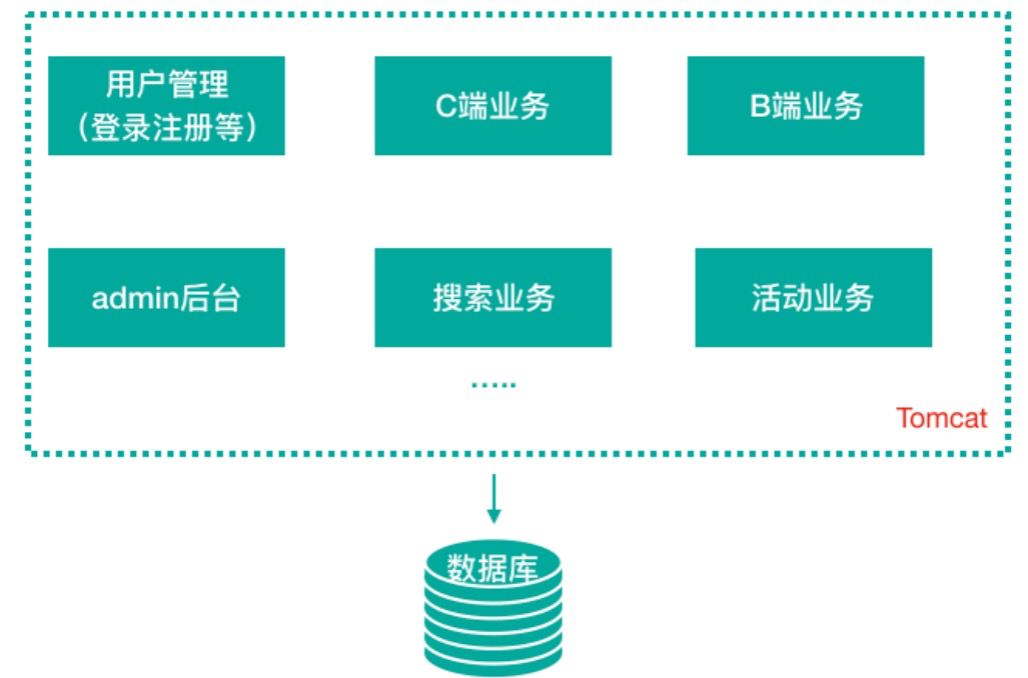 用户管理
（登录注册等）
C端业务
B端业务
admin后台
搜索业务
活动业务
.....
Tomcat
数据库